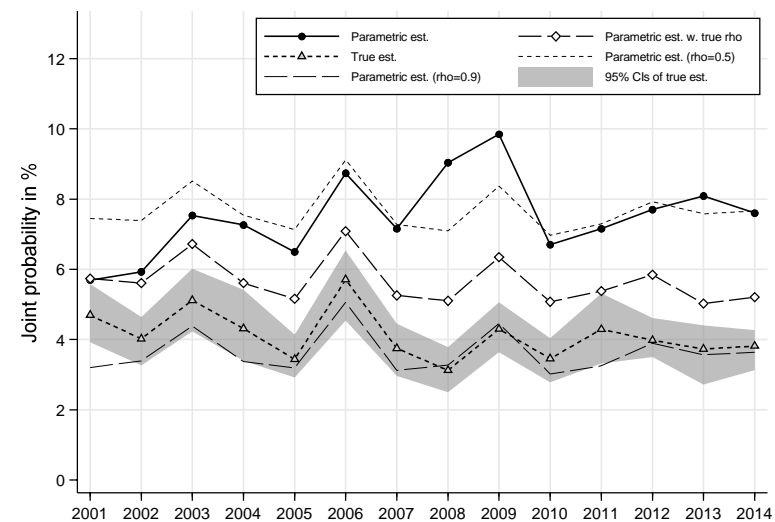 Parametric est.
Parametric est. w. true rho
True est.
Parametric est. (rho=0.5)
Parametric est. (rho=0.9)
95% CIs of true est.
Joint probability in %
12
10
8
6
4
2
0
2001 2002 2003 2004 2005 2006 2007 2008 2009 2010 2011 2012 2013 2014